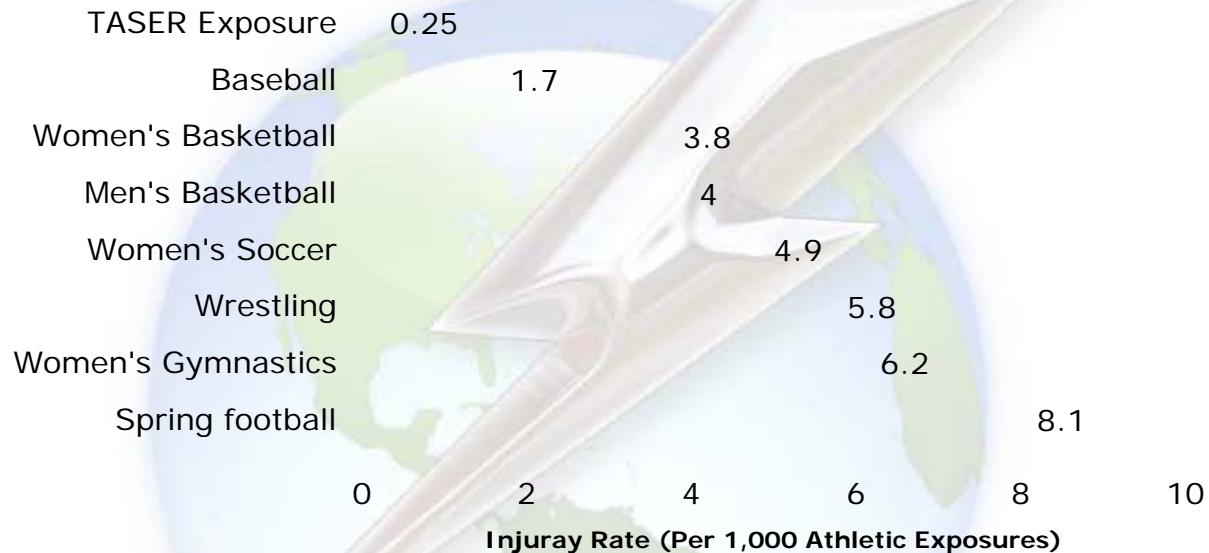 TASER Exposure 0.25
Baseball 1.7
Women's Basketball 3.8
Men's Basketball 4
Women's Soccer 4.9
Wrestling 5.8
Women's Gymnastics 6.2
Spring football 8.1
0 2 4 6 8 10
Injuray Rate (Per 1,000 Athletic Exposures)